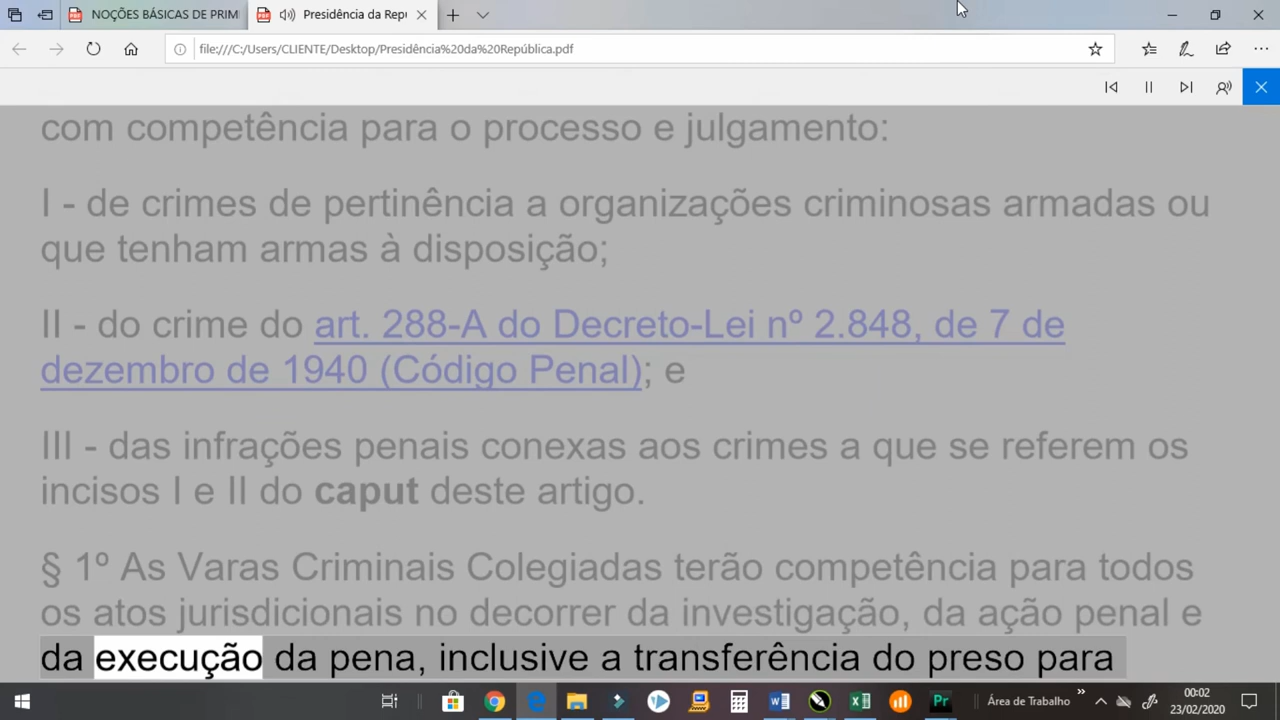 NOÇÕES BÁSICAS DE PRIM
Presidência da Repú
file:///C:/Users/CLIENTE/Desktop/Presidência%20da%20República.pdf
com competência para o processo e julgamento:
I - de crimes de pertinência a organizações criminosas armadas ou
que tenham armas à disposição;
II - do crime do art. 288-A do Decreto-Lei nº 2.848, de 7 de
dezembro de 1940 (Código Penal); e
III - das infrações penais conexas aos crimes a que se referem os
incisos I e II do caput deste artigo.
§ 1º As Varas Criminais Colegiadas terão competência para todos
os atos jurisdicionais no decorrer da investigação, da ação penal e
da execução da pena, inclusive a transferência do preso para
Pr
Área de Trabalho
00:02
23/02/2020